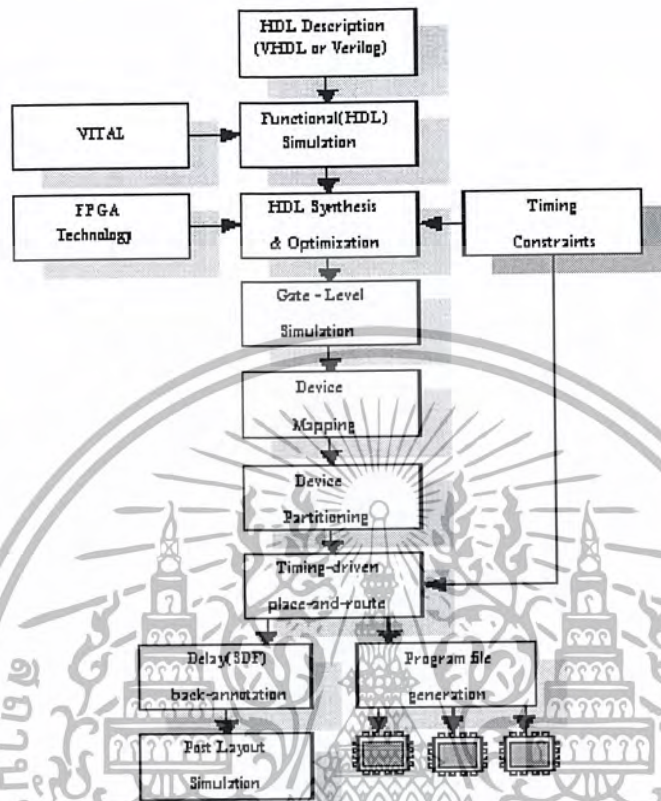 HDL Description
(VHDL or Verilog)
VITAL
Functional(HDL)
Simulation
FPGA
Technology
HDL Synthesis
& Optimization
Timing
Constraints
Gate - Level
Simulation
Device
Mapping
Device
Partitioning
Timing-driven
place-and-route
Delay(SDF)
back-annotation
Program file
generation
Post Layout
Simulation